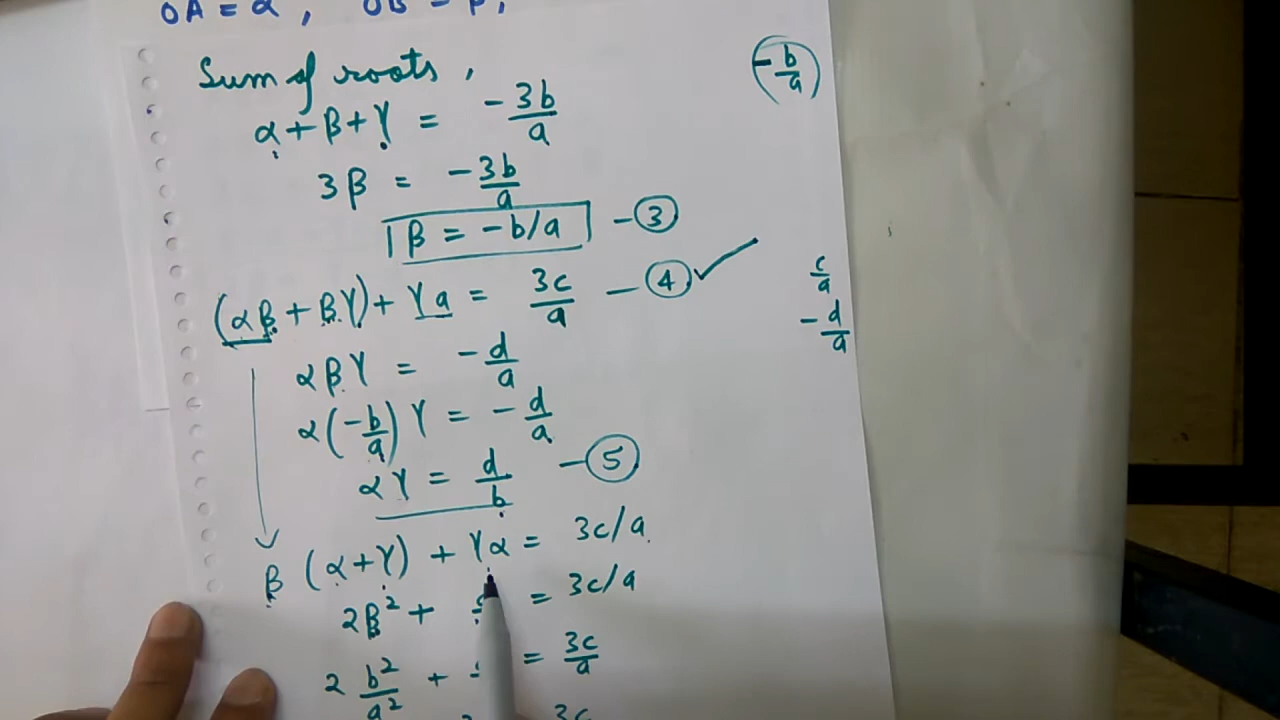 OA = α , OB = β,
Sum of roots ,
(-b/a)
α + β + γ = -3b/a
3β = -3b/a
β = -b/a - ③
(αβ + βγ) + γa = 3c/a - ④ ✓
c/a
-d/a
αβγ = -d/a
α(-b/a)γ = -d/a
αγ = d/b - ⑤
β (α+γ) + γα = 3c/a
2β² + = 3c/a
2 b²/a² + = 3c/a
3c